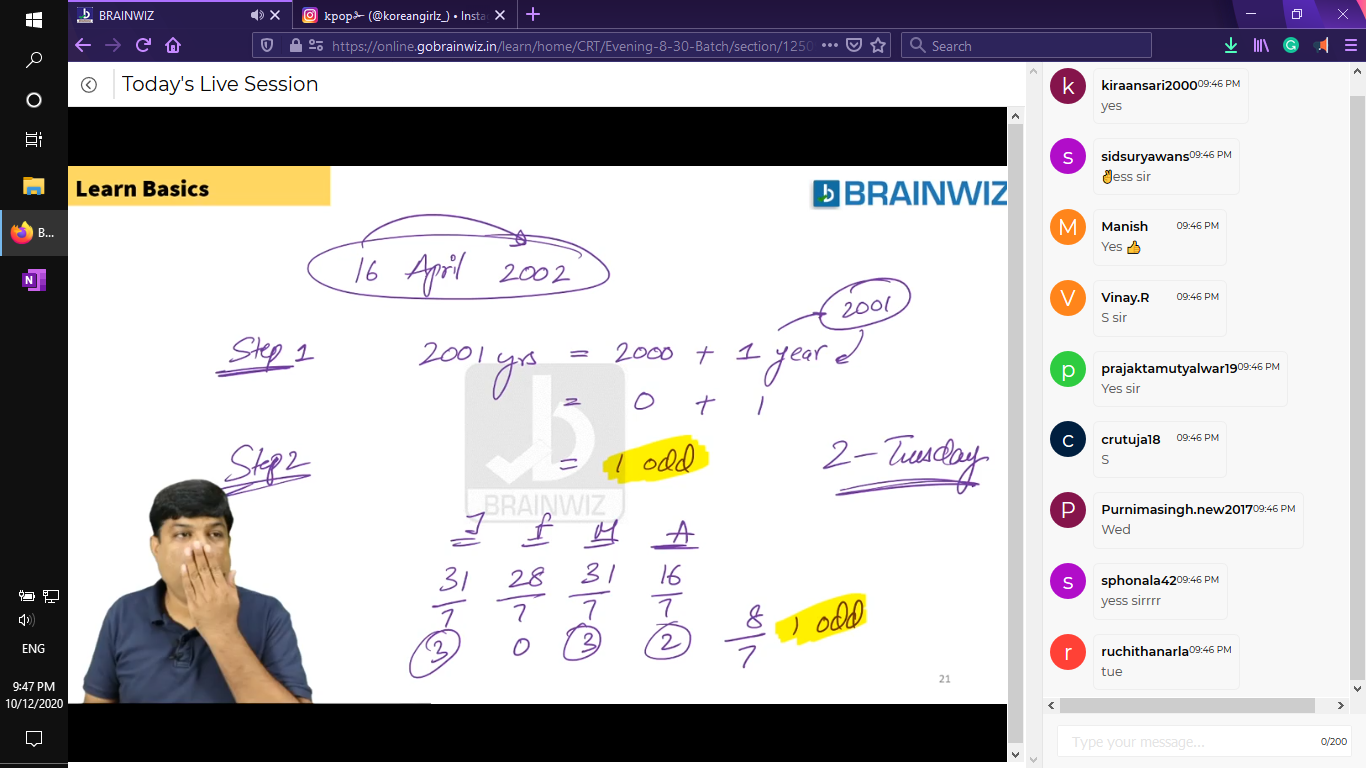 BRAINWIZ
kpop✁ (@koreangirlz_) • Insta
https://online.gobrainwiz.in/learn/home/CRT/Evening-8-30-Batch/section/1250
Search
Today's Live Session
Learn Basics
BRAINWIZ
16 April 2002
2001
Step 1 2001 yrs = 2000 + 1 year
= 0 + 1
Step 2 = 1 odd 2 - Tuesday
BRAINWIZ
J f M A
31 28 31 16
7 7 7 7
3 0 3 2
8 1 odd
7
21
k
kiraansari2000 09:46 PM
yes
s
sidsuryawans 09:46 PM
✌ess sir
M
Manish 09:46 PM
Yes 👍
V
Vinay.R 09:46 PM
S sir
p
prajaktamutyalwar19 09:46 PM
Yes sir
c
crutuja18 09:46 PM
S
P
Purnimasingh.new2017 09:46 PM
Wed
s
sphonala42 09:46 PM
yess sirrrr
r
ruchithanarla 09:46 PM
tue
Type your message...
0/200
B...
N
ENG
9:47 PM
10/12/2020